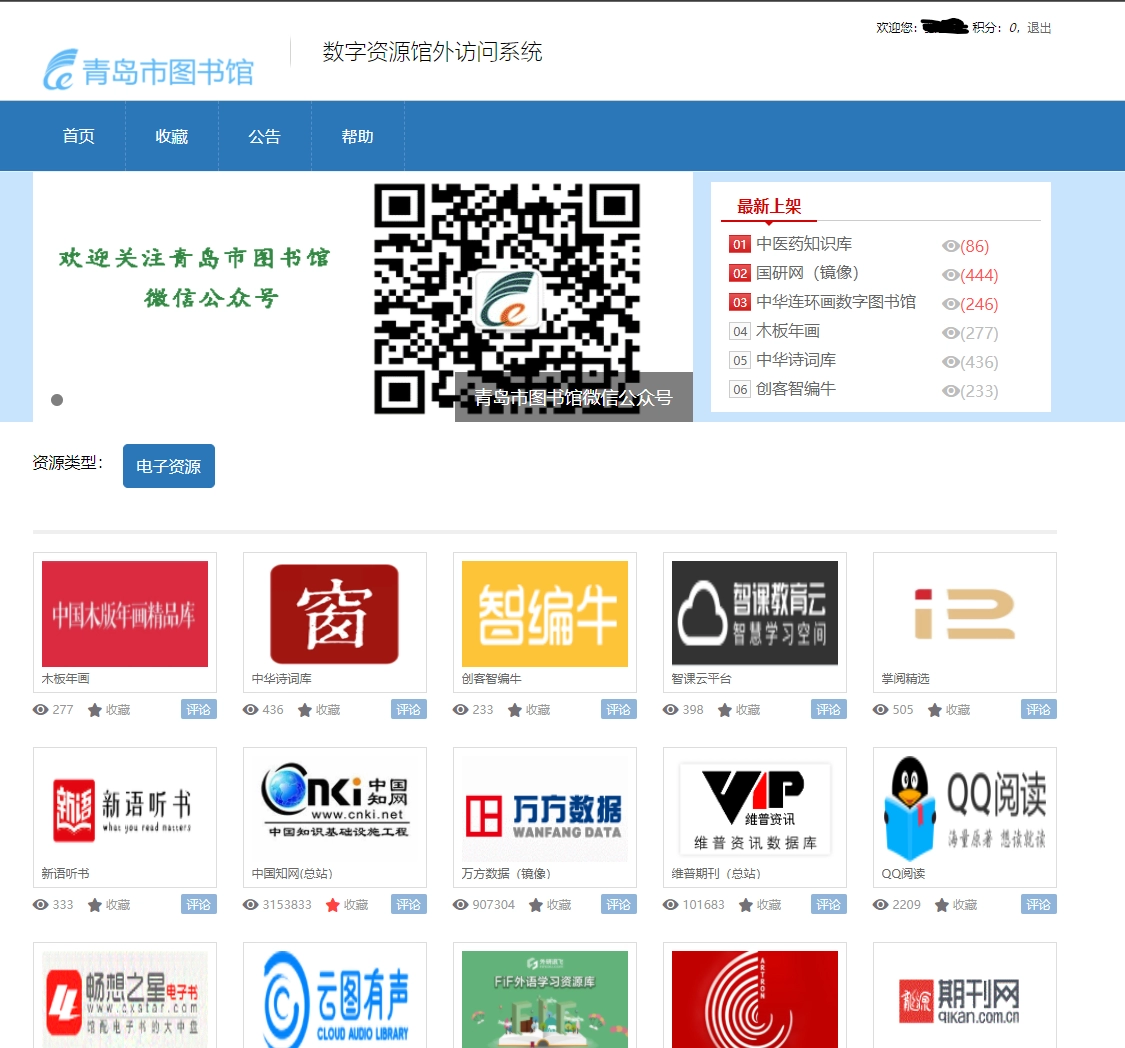 欢迎您： 积分：0, 退出
青岛市图书馆
数字资源馆外访问系统
首页 收藏 公告 帮助
欢迎关注青岛市图书馆
微信公众号
青岛市图书馆微信公众号
最新上架
01 中医药知识库 (86)
02 国研网（镜像） (444)
03 中华连环画数字图书馆 (246)
04 木板年画 (277)
05 中华诗词库 (436)
06 创客智编牛 (233)
资源类型： 电子资源
中国木版年画精品库
木板年画
277 收藏 评论
窗
中华诗词库
436 收藏 评论
智编牛
创客智编牛
233 收藏 评论
智课教育云
智慧学习空间
智课云平台
398 收藏 评论
掌阅精选
505 收藏 评论
新语 新语听书
what you read matters
新语听书
333 收藏 评论
CNKI 中国知网
www.cnki.net
中国知识基础设施工程
中国知网(总站)
3153833 收藏 评论
万方数据
WANFANG DATA
万方数据（镜像）
907304 收藏 评论
VIP
维普资讯
维普资讯数据库
维普期刊（总站）
101683 收藏 评论
QQ阅读
海量原著 想读就读
QQ阅读
2209 收藏 评论
畅想之星电子书
www.cxstar.com
馆配电子书的大中盘
云图有声
CLOUD AUDIO LIBRARY
FiF外语学习资源库
FiF
ARTRON
龙源 期刊网
qikan.com.cn